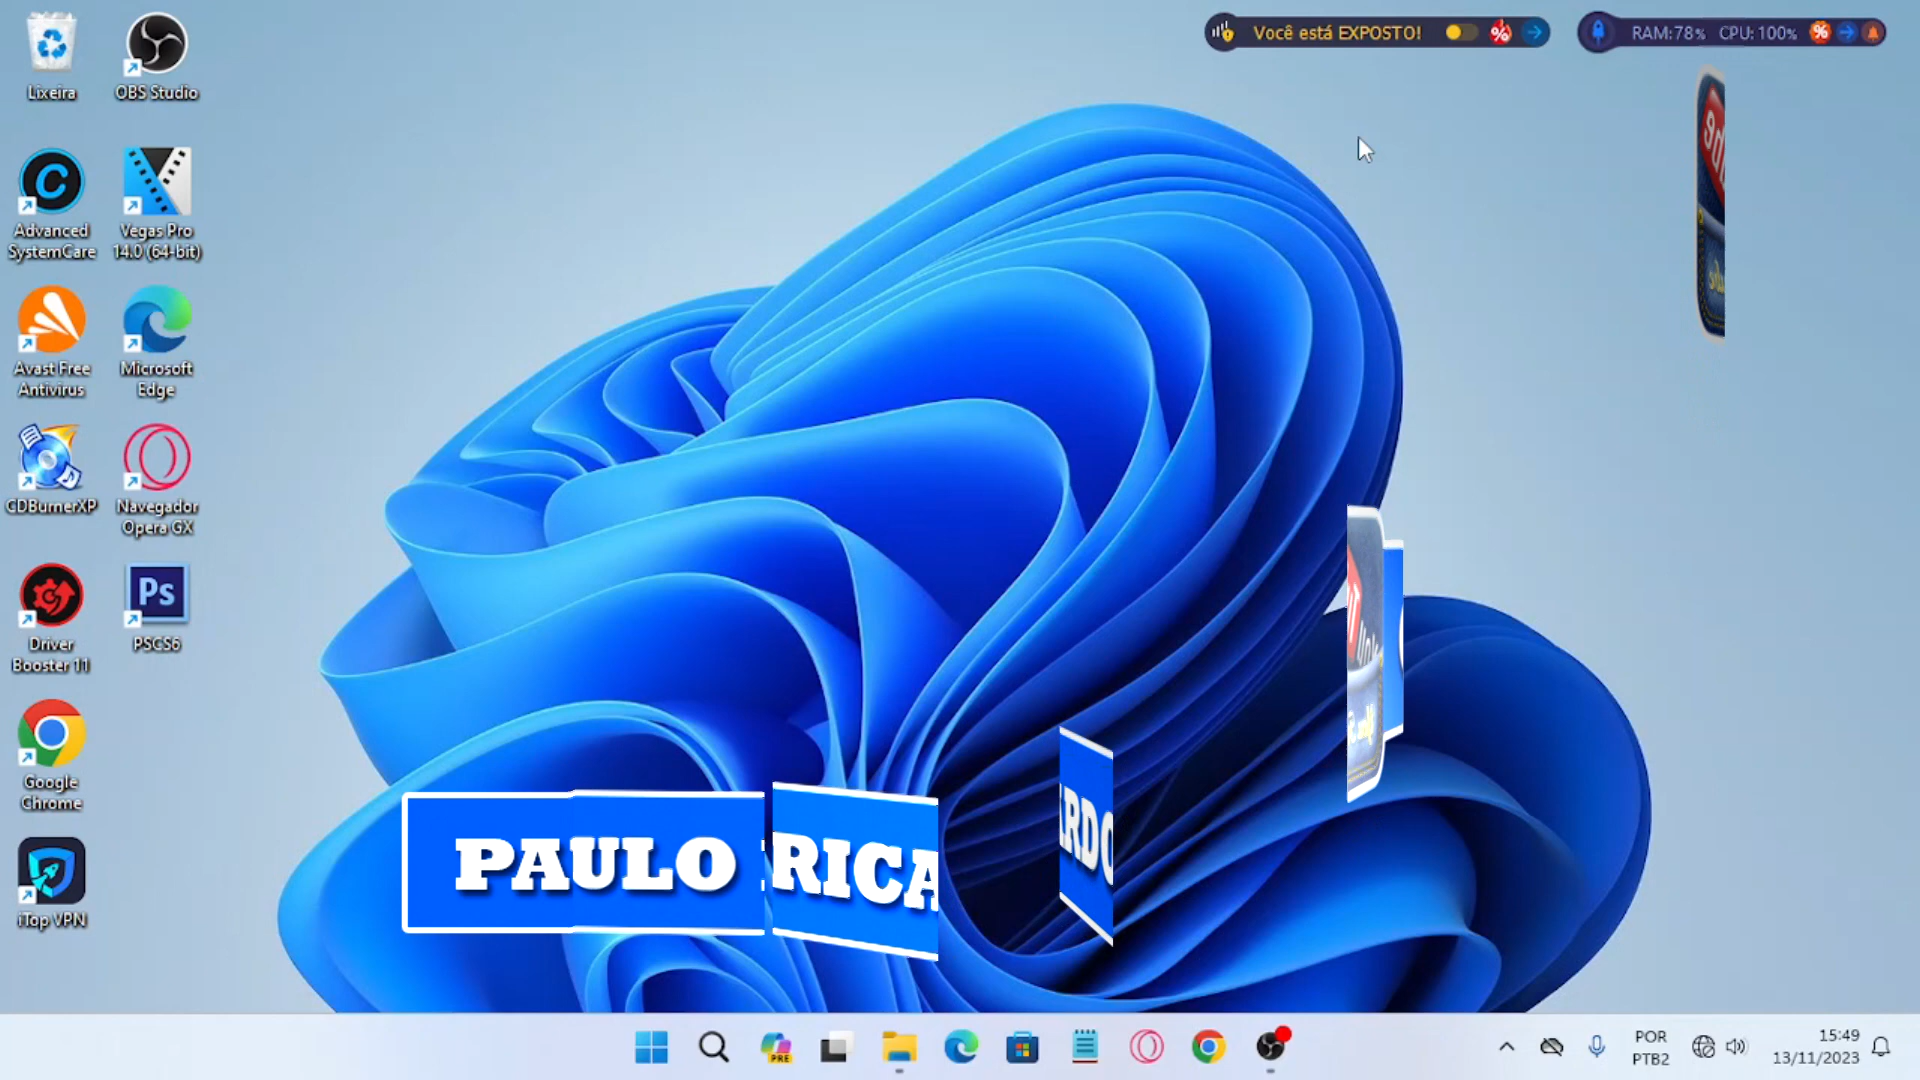 Você está EXPOSTO!
RAM:78% CPU: 100%
Lixeira
OBS Studio
Advanced
SystemCare
Vegas Pro
14.0 (64-bit)
Avast Free
Antivirus
Microsoft
Edge
CDBurnerXP
Navegador
Opera GX
Driver
Booster 11
Ps
PSCS6
Google
Chrome
iTop VPN
PAULO RICA
RDO
PRE
POR
PTB2
15:49
13/11/2023